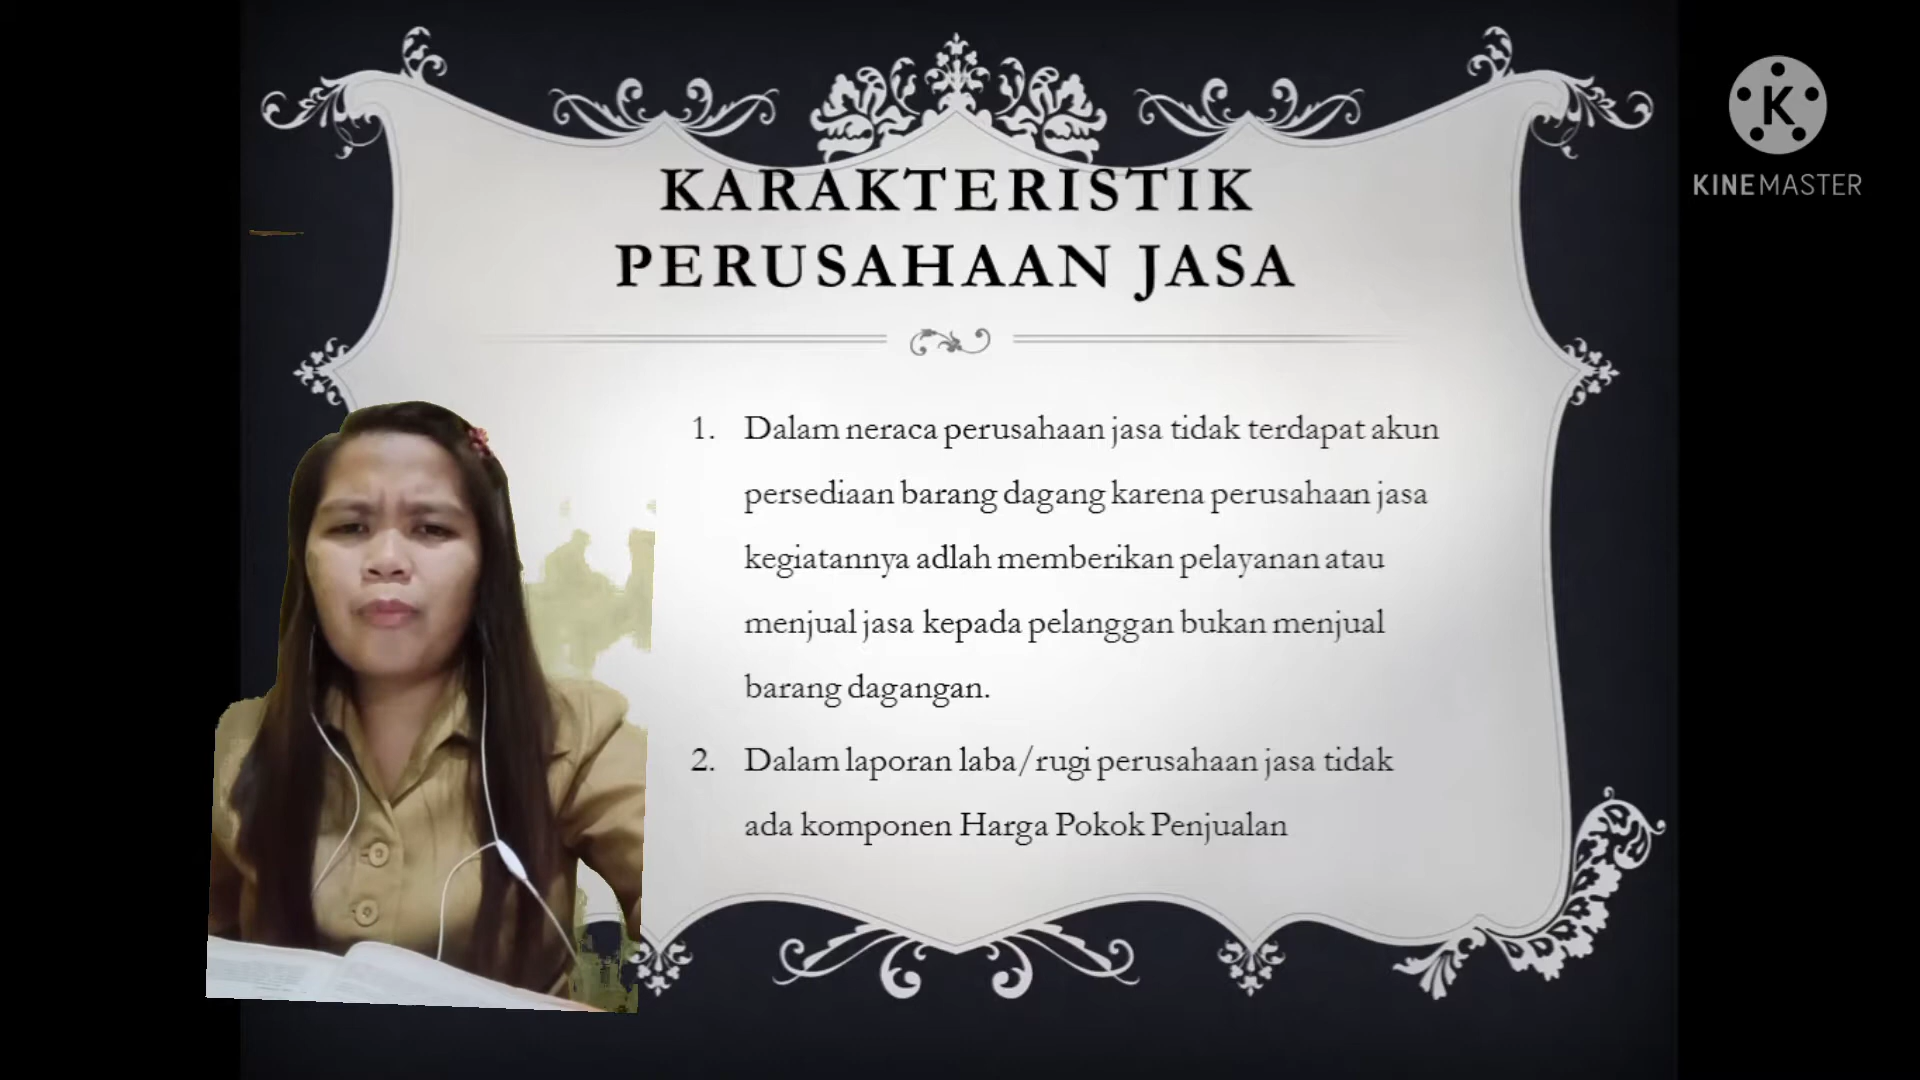 KARAKTERISTIK
PERUSAHAAN JASA
1. Dalam neraca perusahaan jasa tidak terdapat akun
persediaan barang dagang karena perusahaan jasa
kegiatannya adlah memberikan pelayanan atau
menjual jasa kepada pelanggan bukan menjual
barang dagangan.
2. Dalam laporan laba/rugi perusahaan jasa tidak
ada komponen Harga Pokok Penjualan
K
KINEMASTER